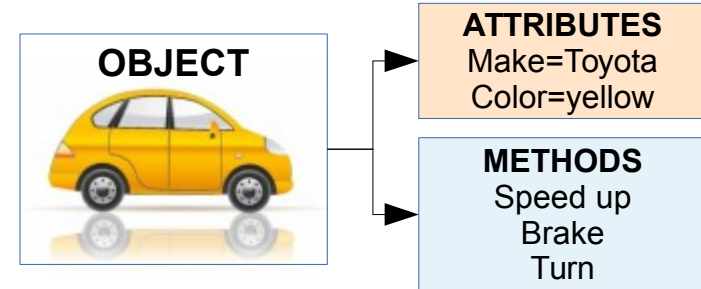 OBJECT
ATTRIBUTES
Make=Toyota
Color=yellow
METHODS
Speed up
Brake
Turn